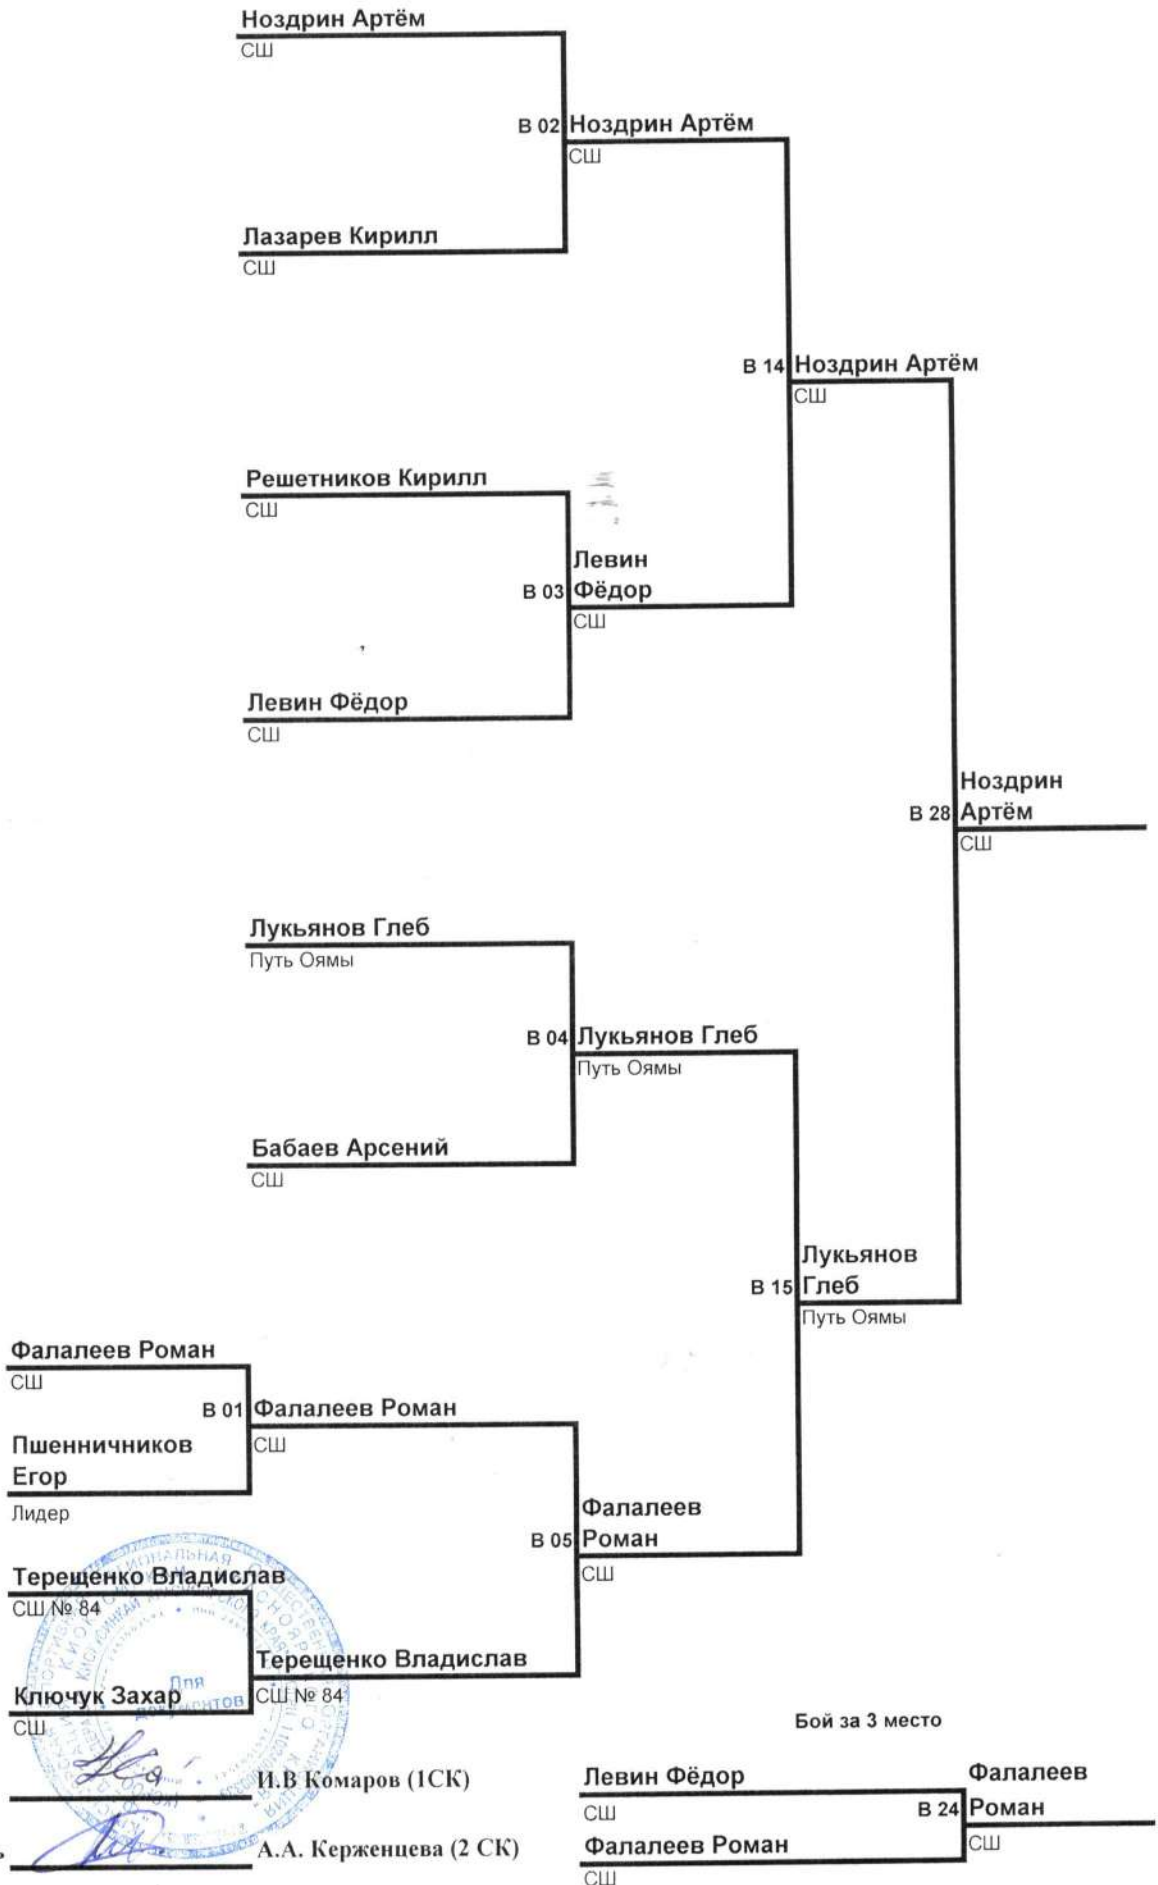 Ноздрин Артём
СШ
В 02 Ноздрин Артём
СШ
Лазарев Кирилл
СШ
В 14 Ноздрин Артём
СШ
Решетников Кирилл
СШ
Левин
В 03 Фёдор
СШ
Левин Фёдор
СШ
Ноздрин
В 28 Артём
СШ
Лукьянов Глеб
Путь Оямы
В 04 Лукьянов Глеб
Путь Оямы
Бабаев Арсений
СШ
Лукьянов
В 15 Глеб
Путь Оямы
Фалалеев Роман
СШ
В 01 Фалалеев Роман
СШ
Пшенничников
Егор
Лидер
Фалалеев
В 05 Роман
СШ
Терещенко Владислав
СШ № 84
Терещенко Владислав
СШ № 84
Ключук Захар
СШ
Для
документов
И.В Комаров (1СК)
А.А. Керженцева (2 СК)
Бой за 3 место
Левин Фёдор
СШ
Фалалеев
В 24 Роман
СШ
Фалалеев Роман
СШ